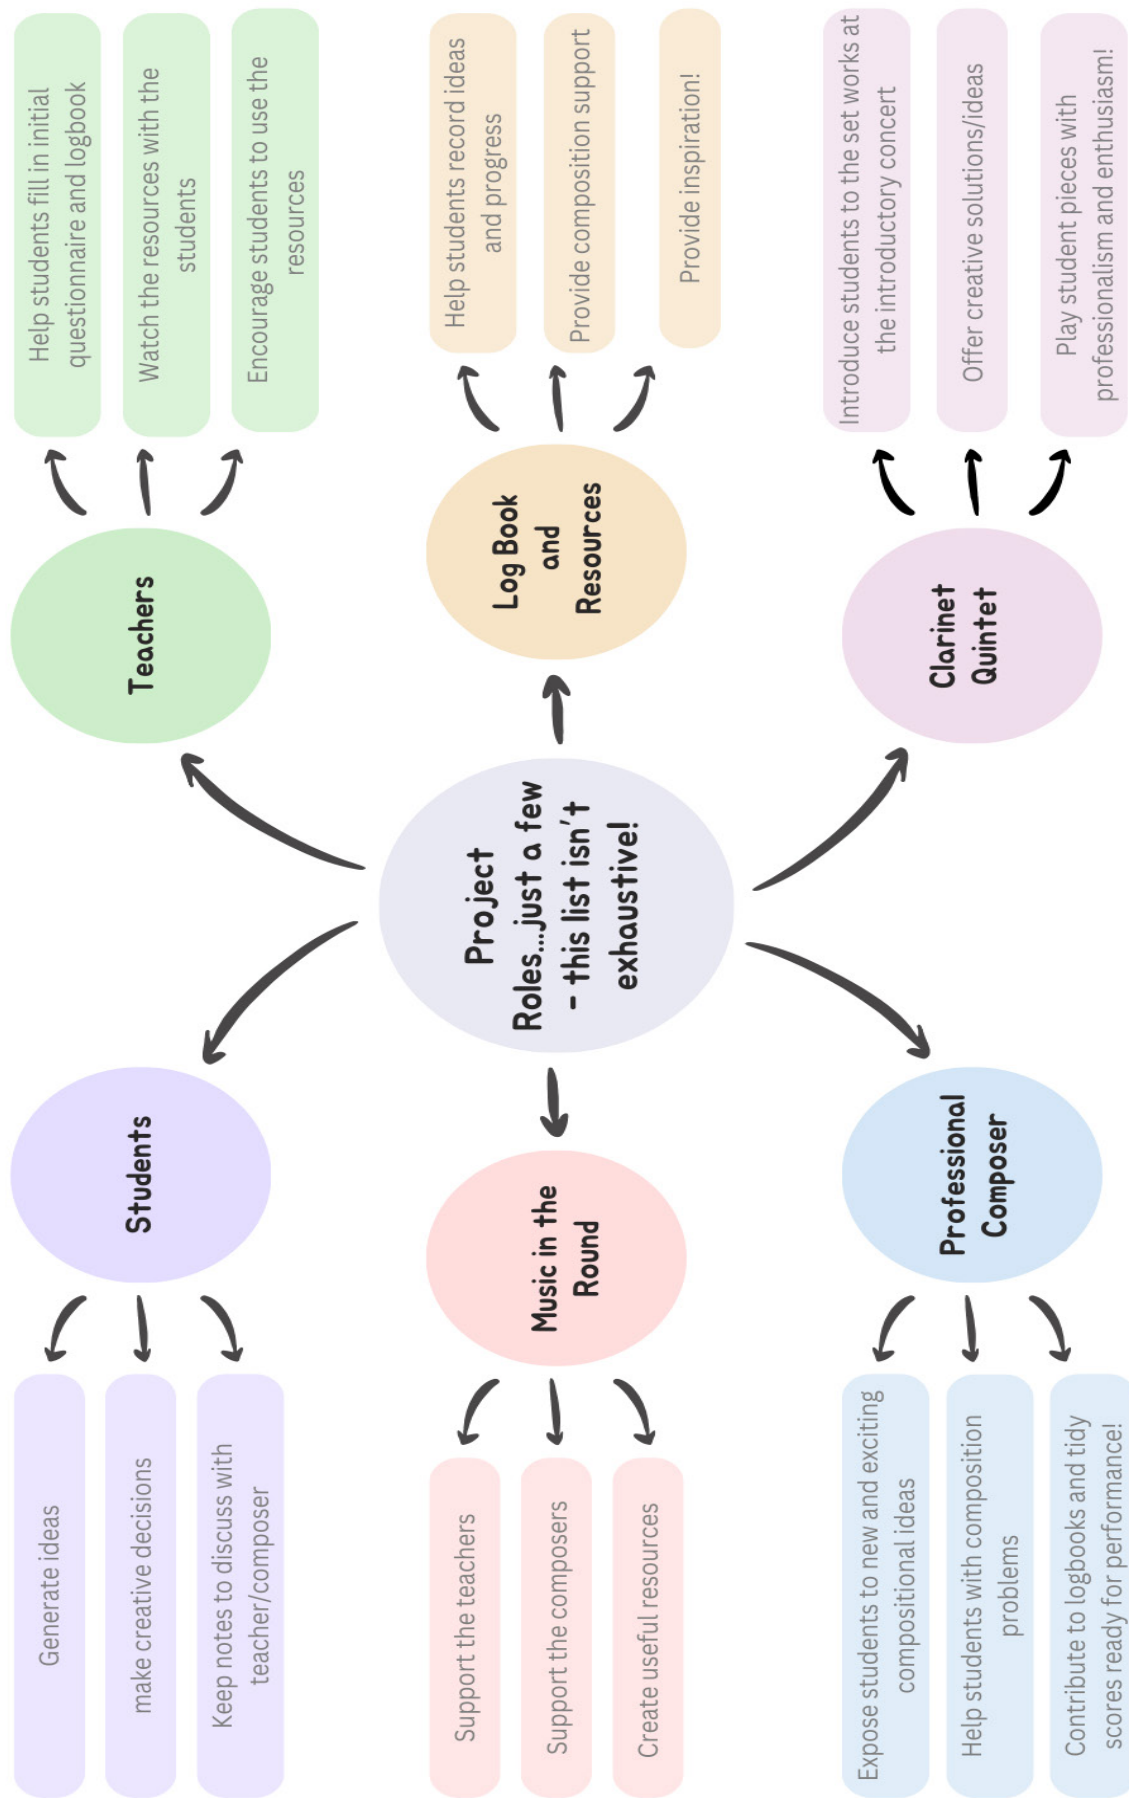 Project
Roles...just a few
- this list isn't
exhaustive!
Students
Generate ideas
make creative decisions
Keep notes to discuss with
teacher/composer
Teachers
Help students fill in initial
questionnaire and logbook
Watch the resources with the
students
Encourage students to use the
resources
Music in the
Round
Support the teachers
Support the composers
Create useful resources
Log Book
and
Resources
Help students record ideas
and progress
Provide composition support
Provide inspiration!
Professional
Composer
Expose students to new and exciting
compositional ideas
Help students with composition
problems
Contribute to logbooks and tidy
scores ready for performance!
Clarinet
Quintet
Introduce students to the set works at
the introductory concert
Offer creative solutions/ideas
Play student pieces with
professionalism and enthusiasm!